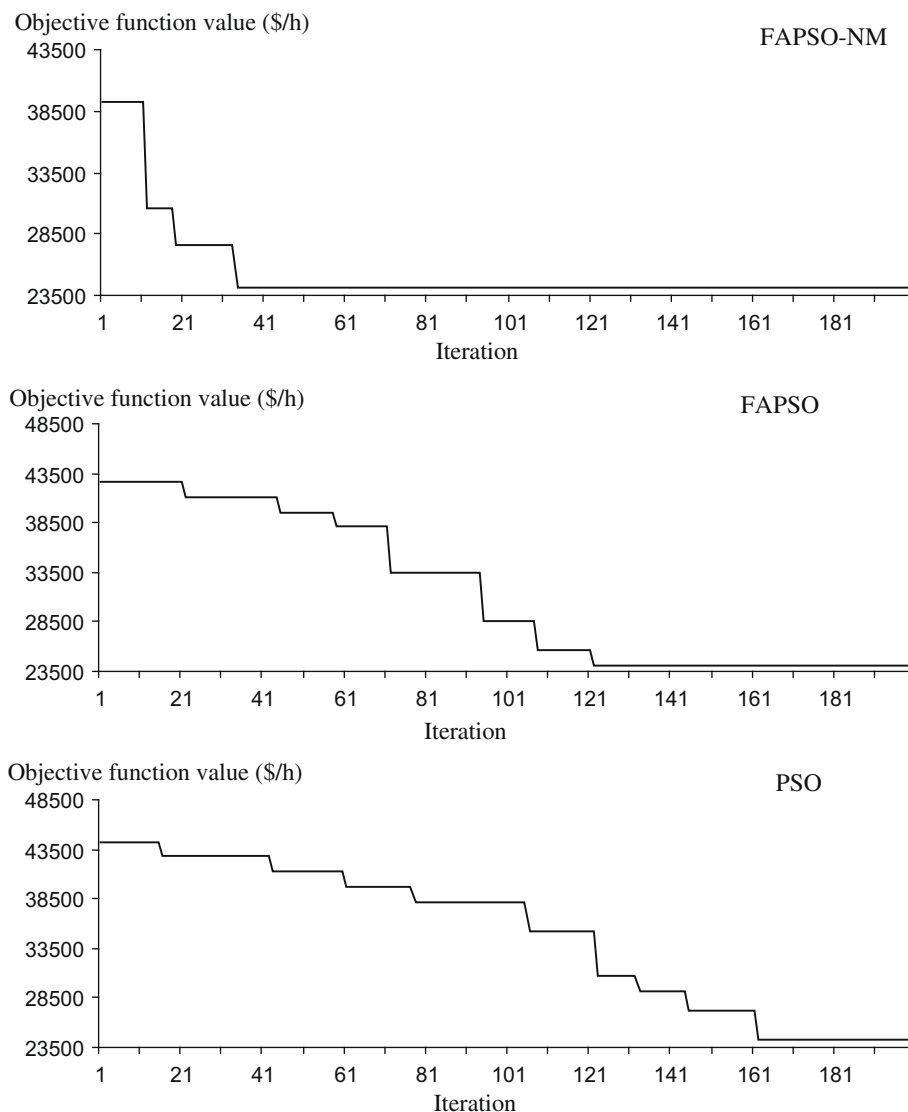 Objective function value ($/h)
FAPSO-NM
43500
38500
33500
28500
23500
1 21 41 61 81 101 121 141 161 181
Iteration
Objective function value ($/h)
FAPSO
48500
43500
38500
33500
28500
23500
1 21 41 61 81 101 121 141 161 181
Iteration
Objective function value ($/h)
PSO
48500
43500
38500
33500
28500
23500
1 21 41 61 81 101 121 141 161 181
Iteration